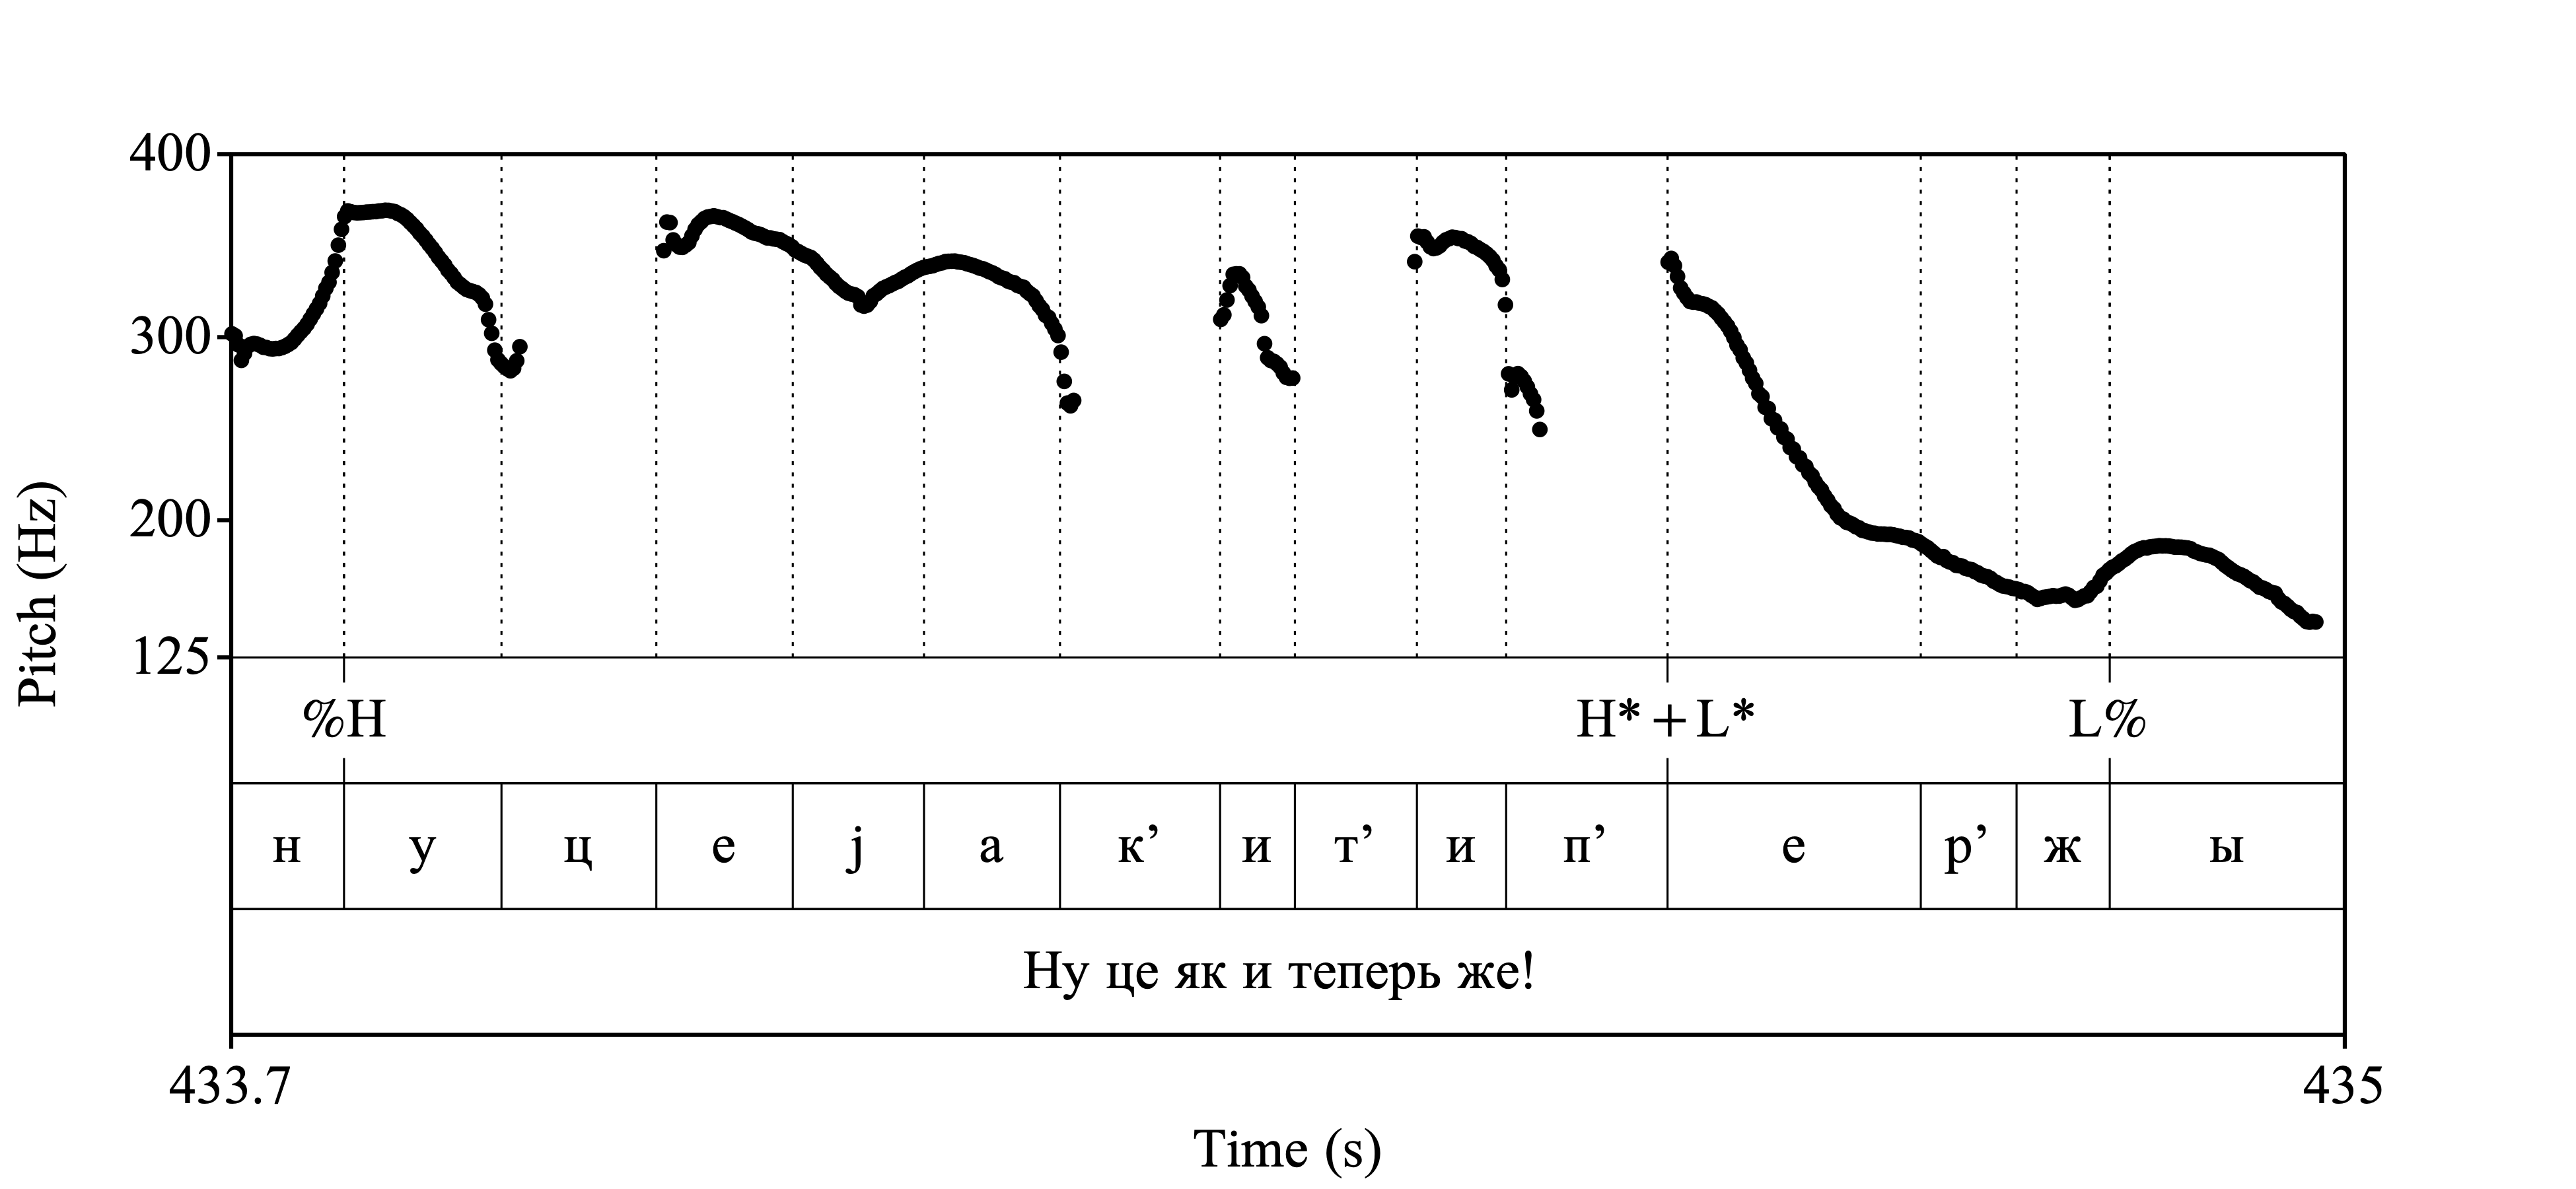 400
300
200
125
Pitch (Hz)
%H H* + L* L%
н у ц е j а к’ и т’ и п’ е р’ ж ы
Ну це як и теперь же!
433.7 435
Time (s)